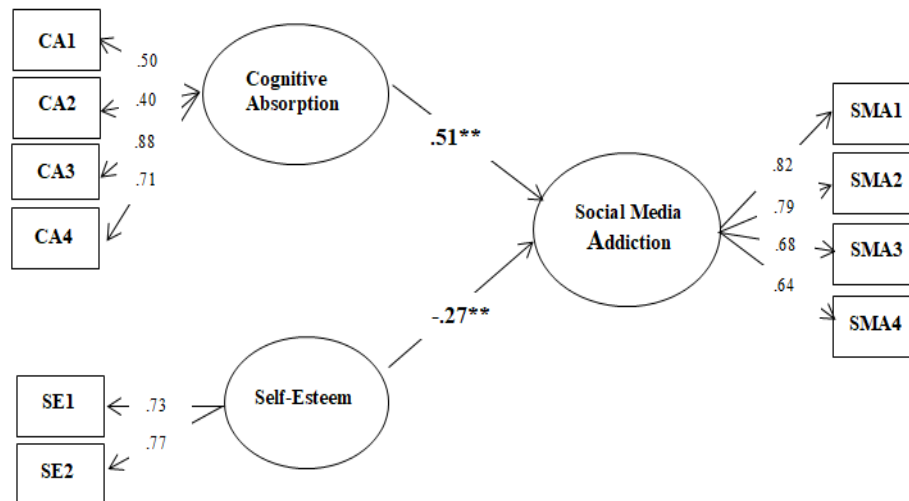 CA1
.50
CA2
.40
CA3
.88
CA4
.71
Cognitive
Absorption
.51**
Social Media
Addiction
-.27**
Self-Esteem
SE1
.73
SE2
.77
SMA1
.82
SMA2
.79
SMA3
.68
SMA4
.64